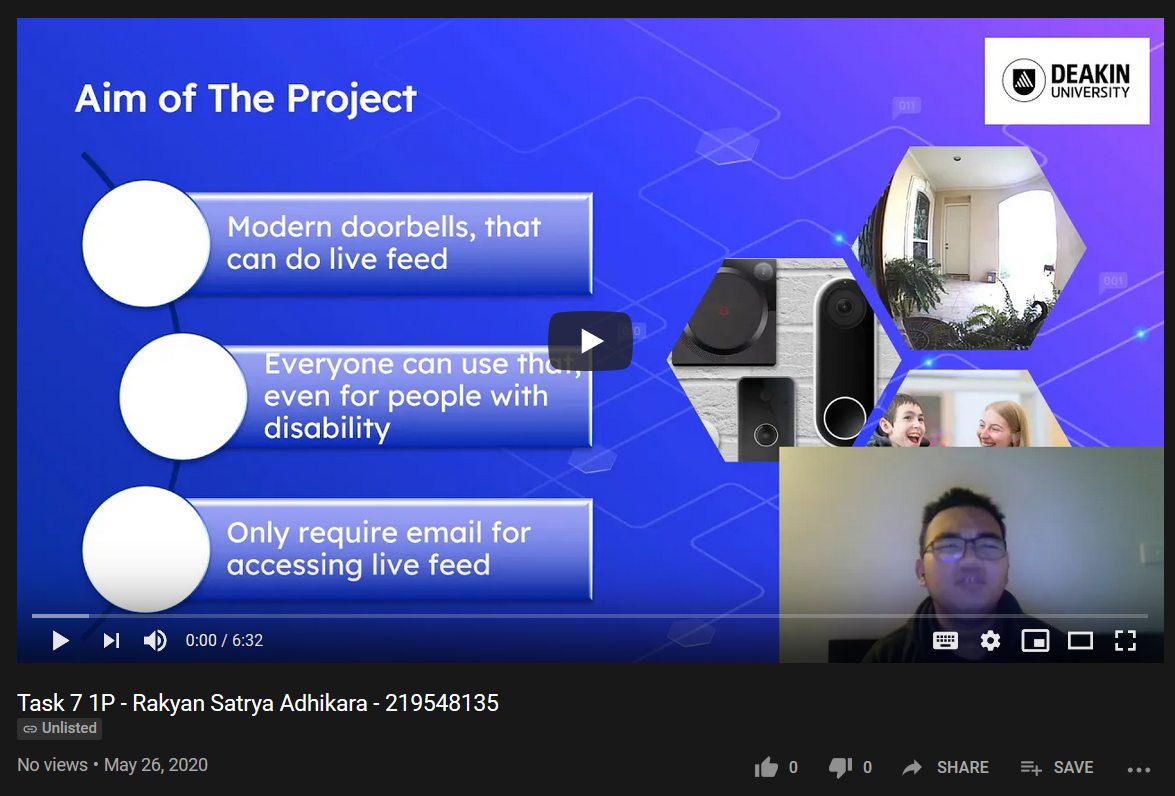 DEAKIN
UNIVERSITY
Aim of The Project
011
Modern doorbells, that
can do live feed
001
Everyone can use that,
even for people with
disability
Only require email for
accessing live feed
0:00 / 6:32
Task 7 1P - Rakyan Satrya Adhikara - 219548135
Unlisted
No views • May 26, 2020
0
0
SHARE
SAVE